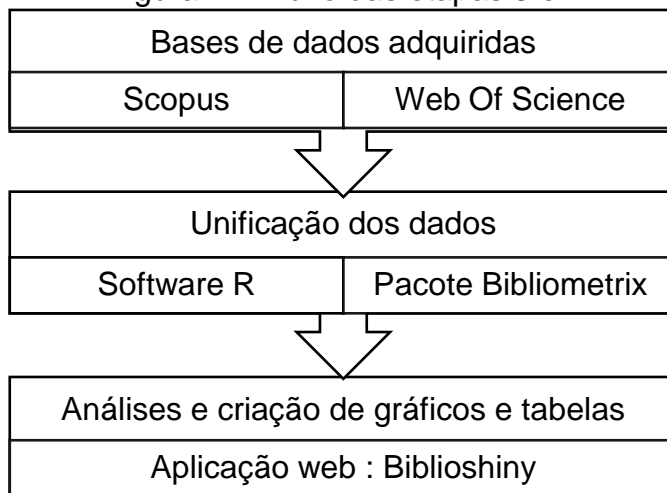 Bases de dados adquiridas
Scopus
Web Of Science
Unificação dos dados
Software R
Pacote Bibliometrix
Análises e criação de gráficos e tabelas
Aplicação web : Biblioshiny